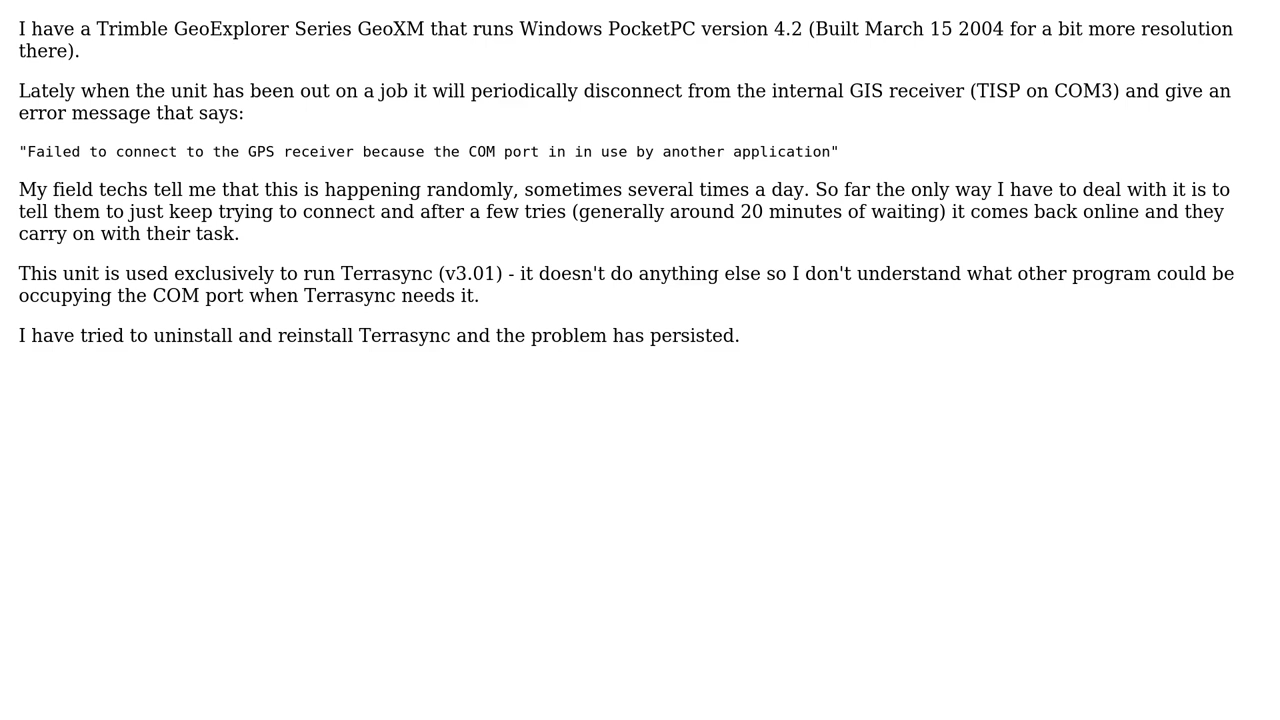 I have a Trimble GeoExplorer Series GeoXM that runs Windows PocketPC version 4.2 (Built March 15 2004 for a bit more resolution
there).
Lately when the unit has been out on a job it will periodically disconnect from the internal GIS receiver (TISP on COM3) and give an
error message that says:
"Failed to connect to the GPS receiver because the COM port in in use by another application"
My field techs tell me that this is happening randomly, sometimes several times a day. So far the only way I have to deal with it is to
tell them to just keep trying to connect and after a few tries (generally around 20 minutes of waiting) it comes back online and they
carry on with their task.
This unit is used exclusively to run Terrasync (v3.01) - it doesn't do anything else so I don't understand what other program could be
occupying the COM port when Terrasync needs it.
I have tried to uninstall and reinstall Terrasync and the problem has persisted.